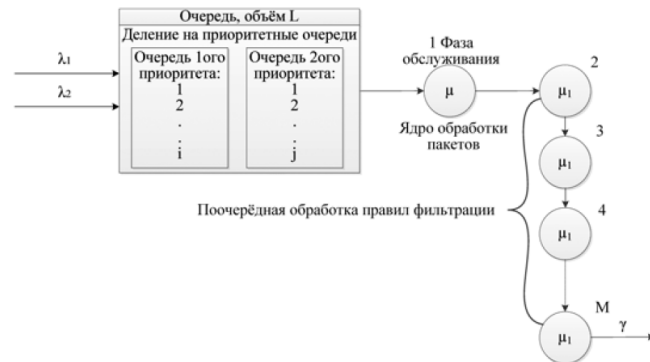 Очередь, объём L
Деление на приоритетные очереди
Очередь 1ого
приоритета:
1
2
.
.
i
Очередь 2ого
приоритета:
1
2
.
.
j
λ₁
λ₂
1 Фаза
обслуживания
μ
Ядро обработки
пакетов
2
μ₁
3
μ₁
4
μ₁
Поочерёдная обработка правил фильтрации
M
μ₁
γ